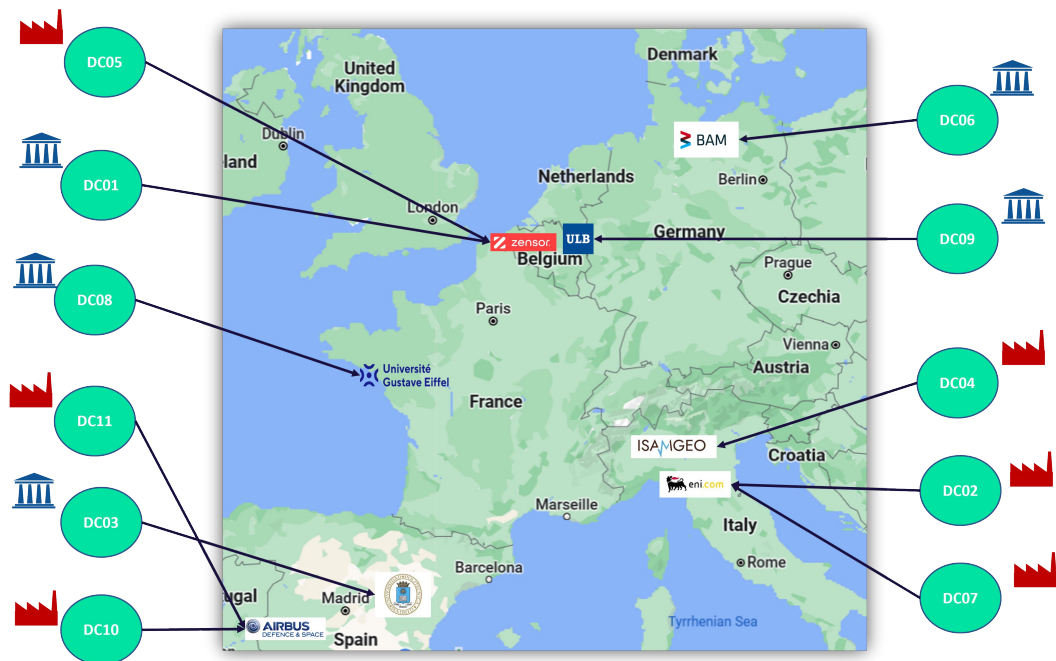 DC05
DC01
DC08
DC11
DC03
DC10
Denmark
United
Kingdom
Dublin
land
BAM
Berlin
Netherlands
London
zensor
ULB
Belgium
Germany
Prague
Czechia
Paris
Vienna
Austria
Université
Gustave Eiffel
France
ISAMGEO
Croatia
eni.com
Marseille
Italy
Barcelona
Rome
ugal
Madrid
AIRBUS
DEFENCE & SPACE
Spain
Tyrrhenian Sea
DC06
DC09
DC04
DC02
DC07